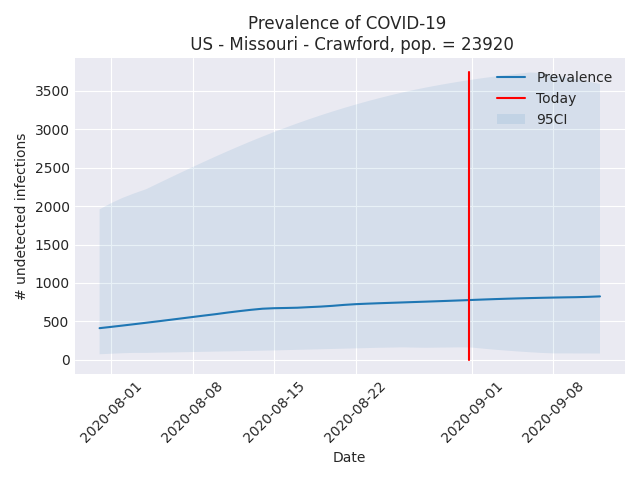 Prevalence of COVID-19
US - Missouri - Crawford, pop. = 23920
Prevalence
Today
95CI
3500
3000
2500
2000
1500
1000
500
0
# undetected infections
2020-08-01
2020-08-08
2020-08-15
2020-08-22
2020-09-01
2020-09-08
Date